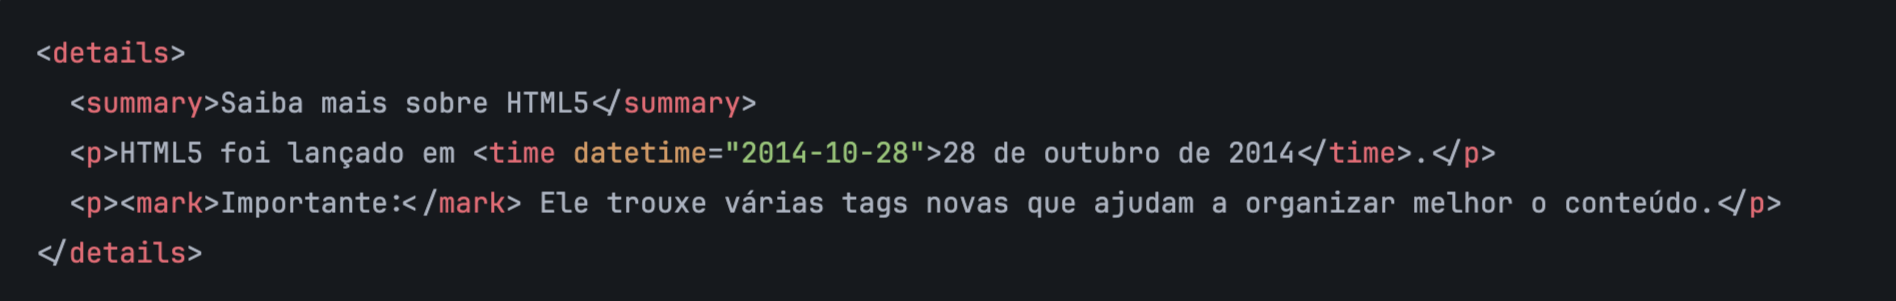 <details>
<summary>Saiba mais sobre HTML5</summary>
<p>HTML5 foi lançado em <time datetime="2014-10-28">28 de outubro de 2014</time>.</p>
<p><mark>Importante:</mark> Ele trouxe várias tags novas que ajudam a organizar melhor o conteúdo.</p>
</details>